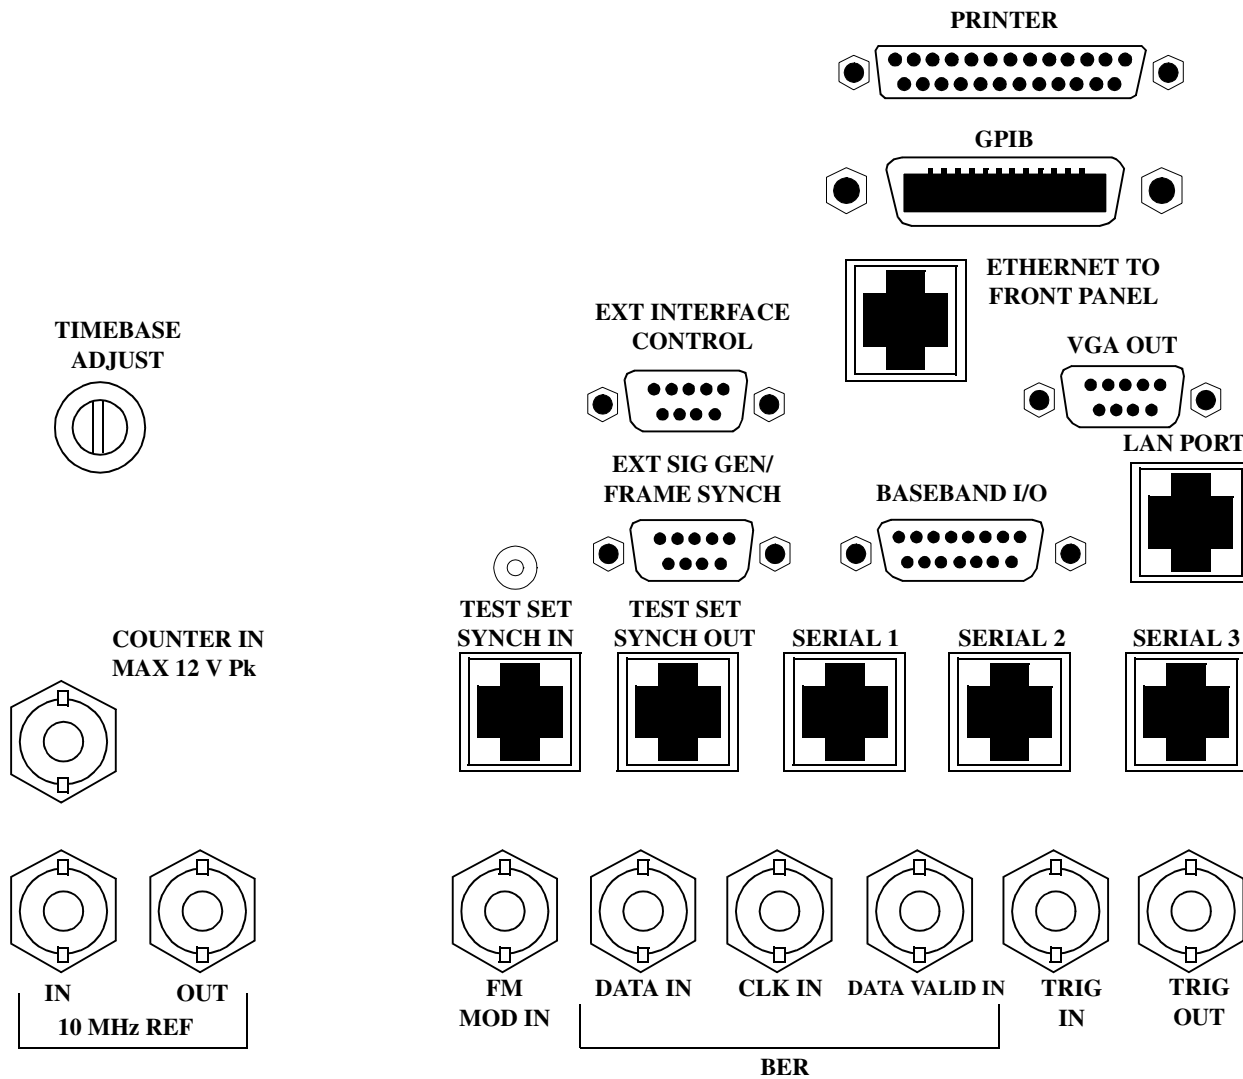 PRINTER
GPIB
ETHERNET TO
FRONT PANEL
EXT INTERFACE
CONTROL
TIMEBASE
ADJUST
VGA OUT
LAN PORT
EXT SIG GEN/
FRAME SYNCH
BASEBAND I/O
TEST SET
SYNCH IN
TEST SET
SYNCH OUT
SERIAL 1
SERIAL 2
SERIAL 3
COUNTER IN
MAX 12 V Pk
IN
OUT
10 MHz REF
FM
MOD IN
DATA IN
CLK IN
DATA VALID IN
BER
TRIG
IN
TRIG
OUT